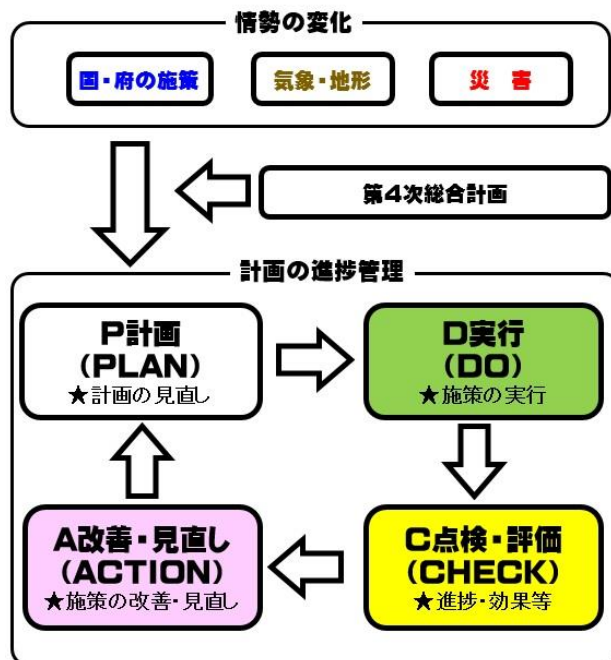 情勢の変化
国・府の施策
気象・地形
災 害
第4次総合計画
計画の進捗管理
P計画
(PLAN)
★計画の見直し
D実行
(DO)
★施策の実行
A改善・見直し
(ACTION)
★施策の改善・見直し
C点検・評価
(CHECK)
★進捗・効果等